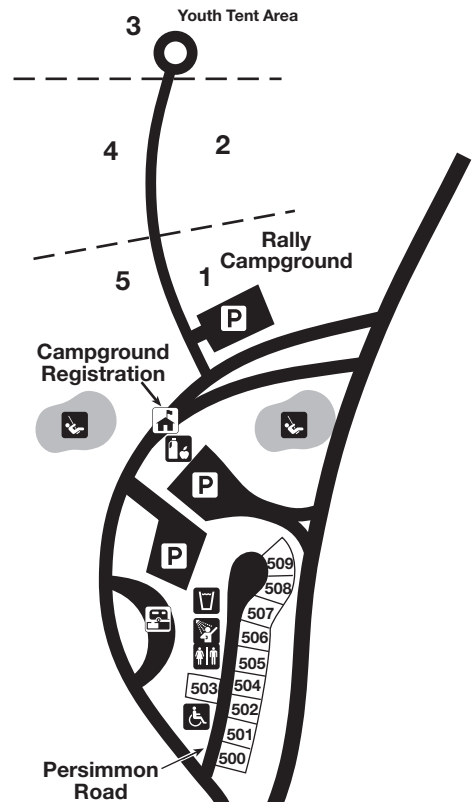 Youth Tent Area
3
4
2
Rally
Campground
5
1
P
Campground
Registration
P
P
509
508
507
506
505
503
504
502
501
500
Persimmon
Road